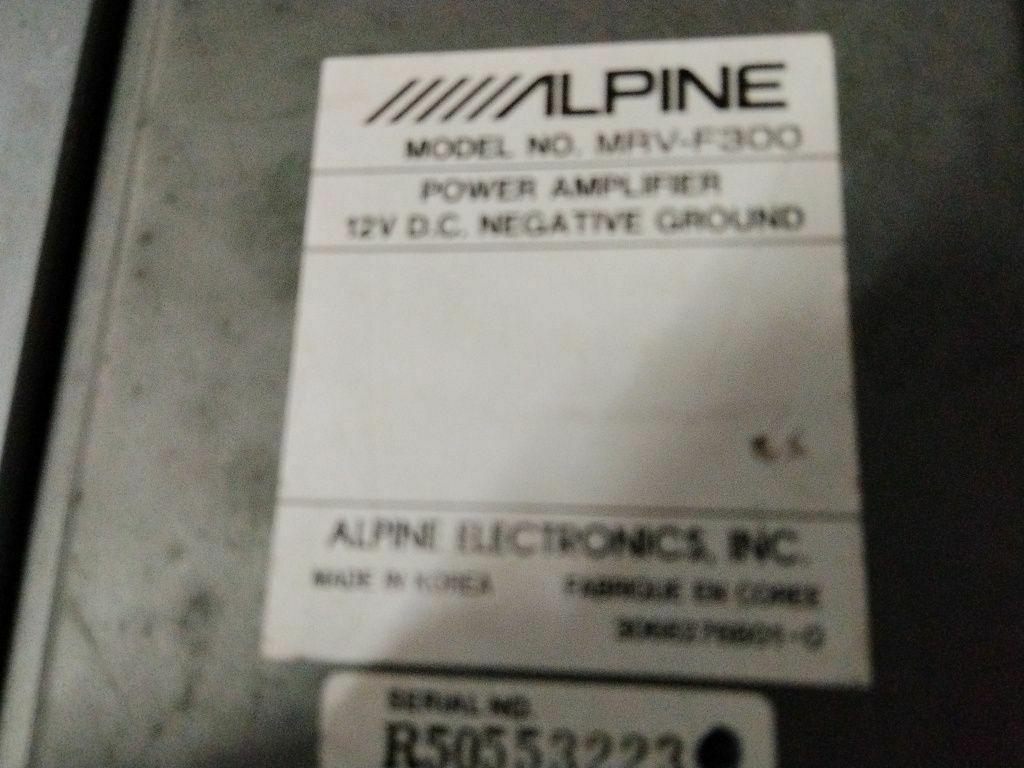 ALPINE
MODEL NO. MRV-F300
POWER AMPLIFIER
12V D.C. NEGATIVE GROUND
ALPINE ELECTRONICS, INC.
MADE IN KOREA FABRIQUE EN COREE
SERIAL NO.
R50553223